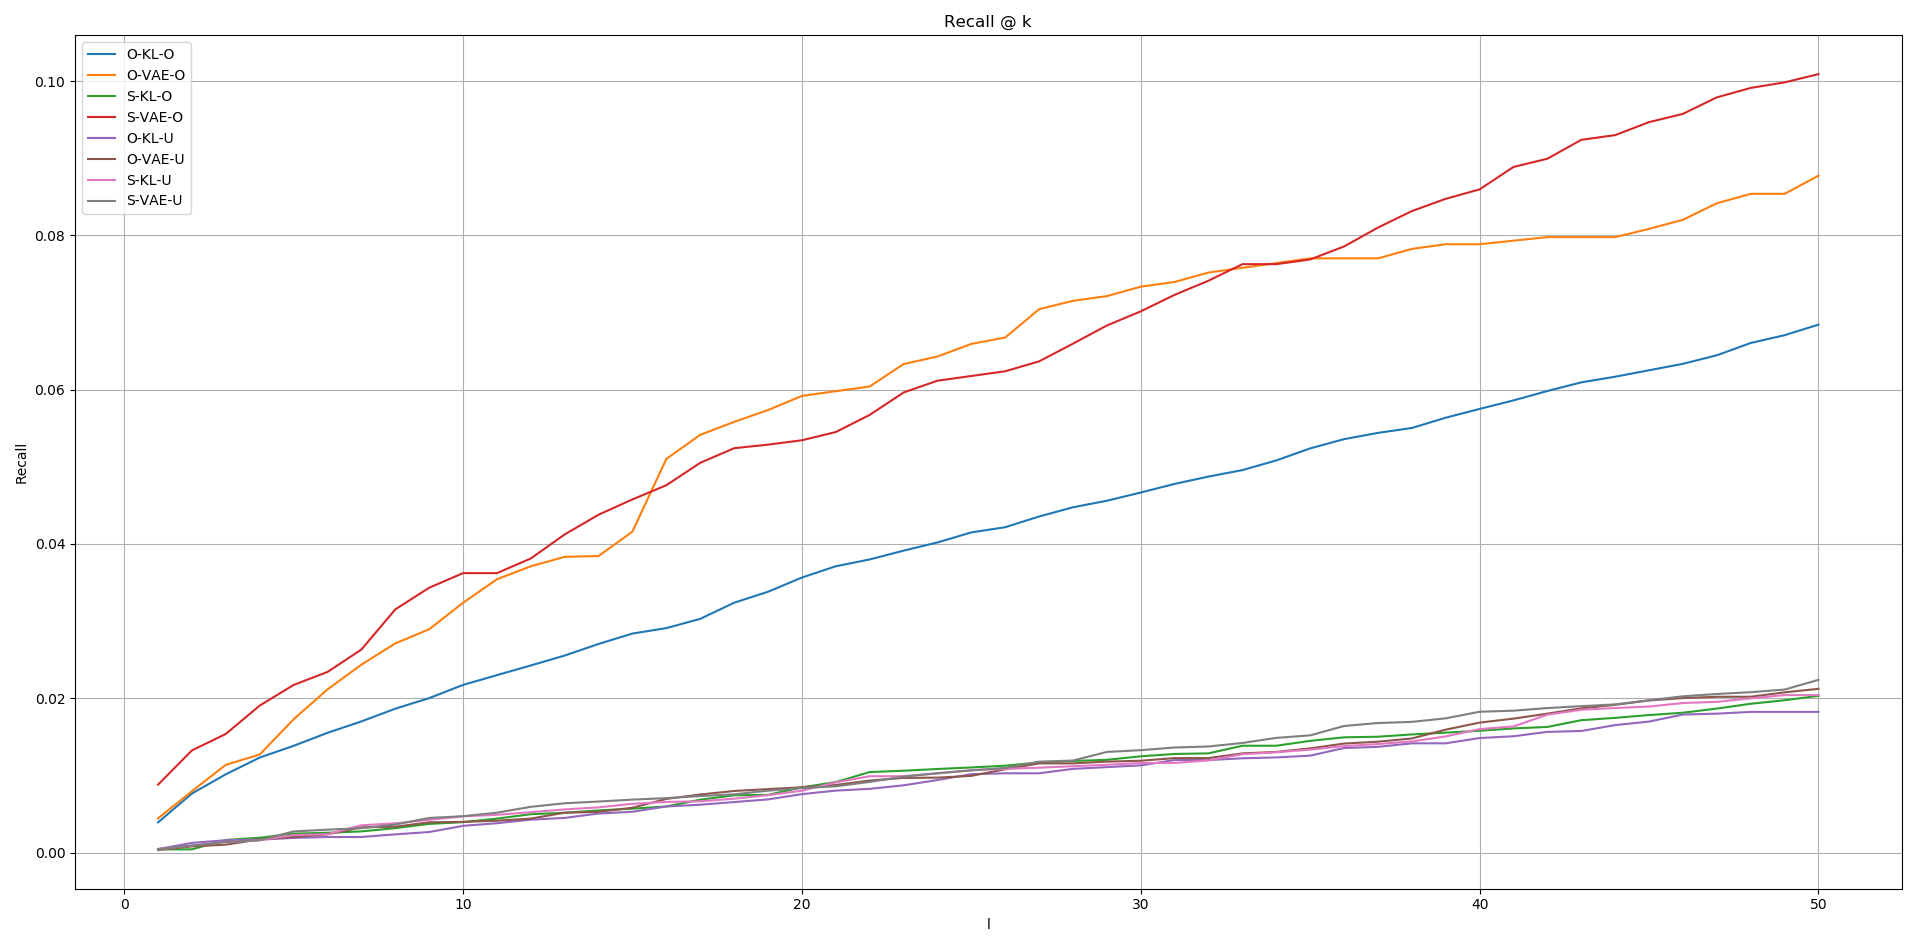 Recall @ k
O-KL-O
O-VAE-O
S-KL-O
S-VAE-O
O-KL-U
O-VAE-U
S-KL-U
S-VAE-U
0.10
0.08
0.06
0.04
0.02
0.00
Recall
0 10 20 30 40 50
l